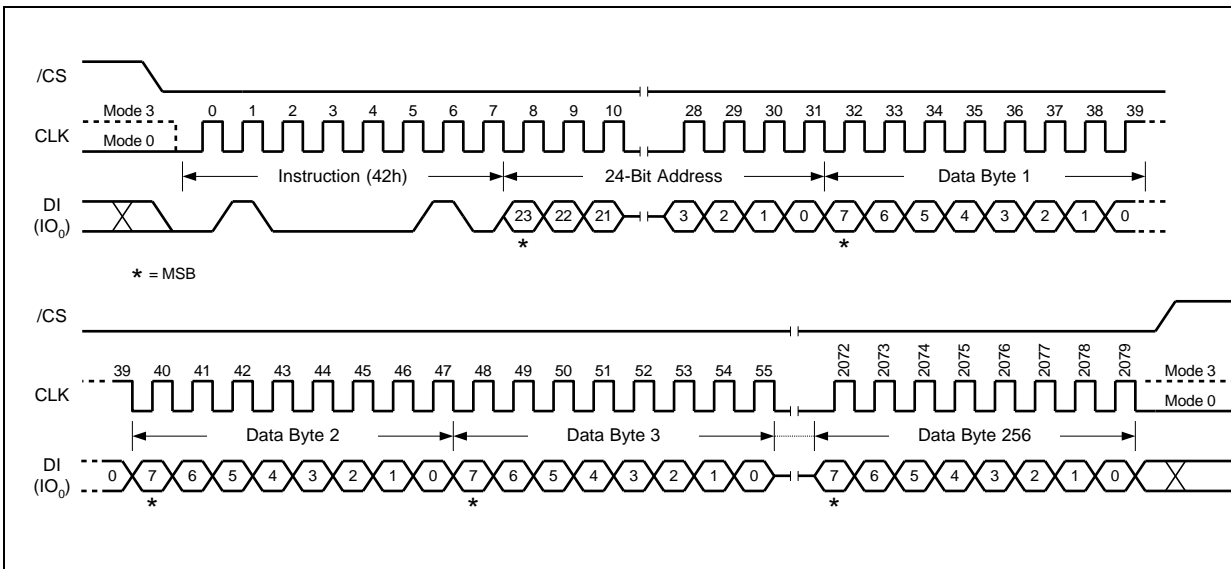 /CS
Mode 3
0 1 2 3 4 5 6 7 8 9 10 28 29 30 31 32 33 34 35 36 37 38 39
CLK
Mode 0
Instruction (42h) 24-Bit Address Data Byte 1
DI
(IO0)
23 22 21 3 2 1 0 7 6 5 4 3 2 1 0
* *
* = MSB
/CS
39 40 41 42 43 44 45 46 47 48 49 50 51 52 53 54 55 2072 2073 2074 2075 2076 2077 2078 2079
Mode 3
CLK
Mode 0
Data Byte 2 Data Byte 3 Data Byte 256
DI
(IO0)
0 7 6 5 4 3 2 1 0 7 6 5 4 3 2 1 0 7 6 5 4 3 2 1 0
* * *